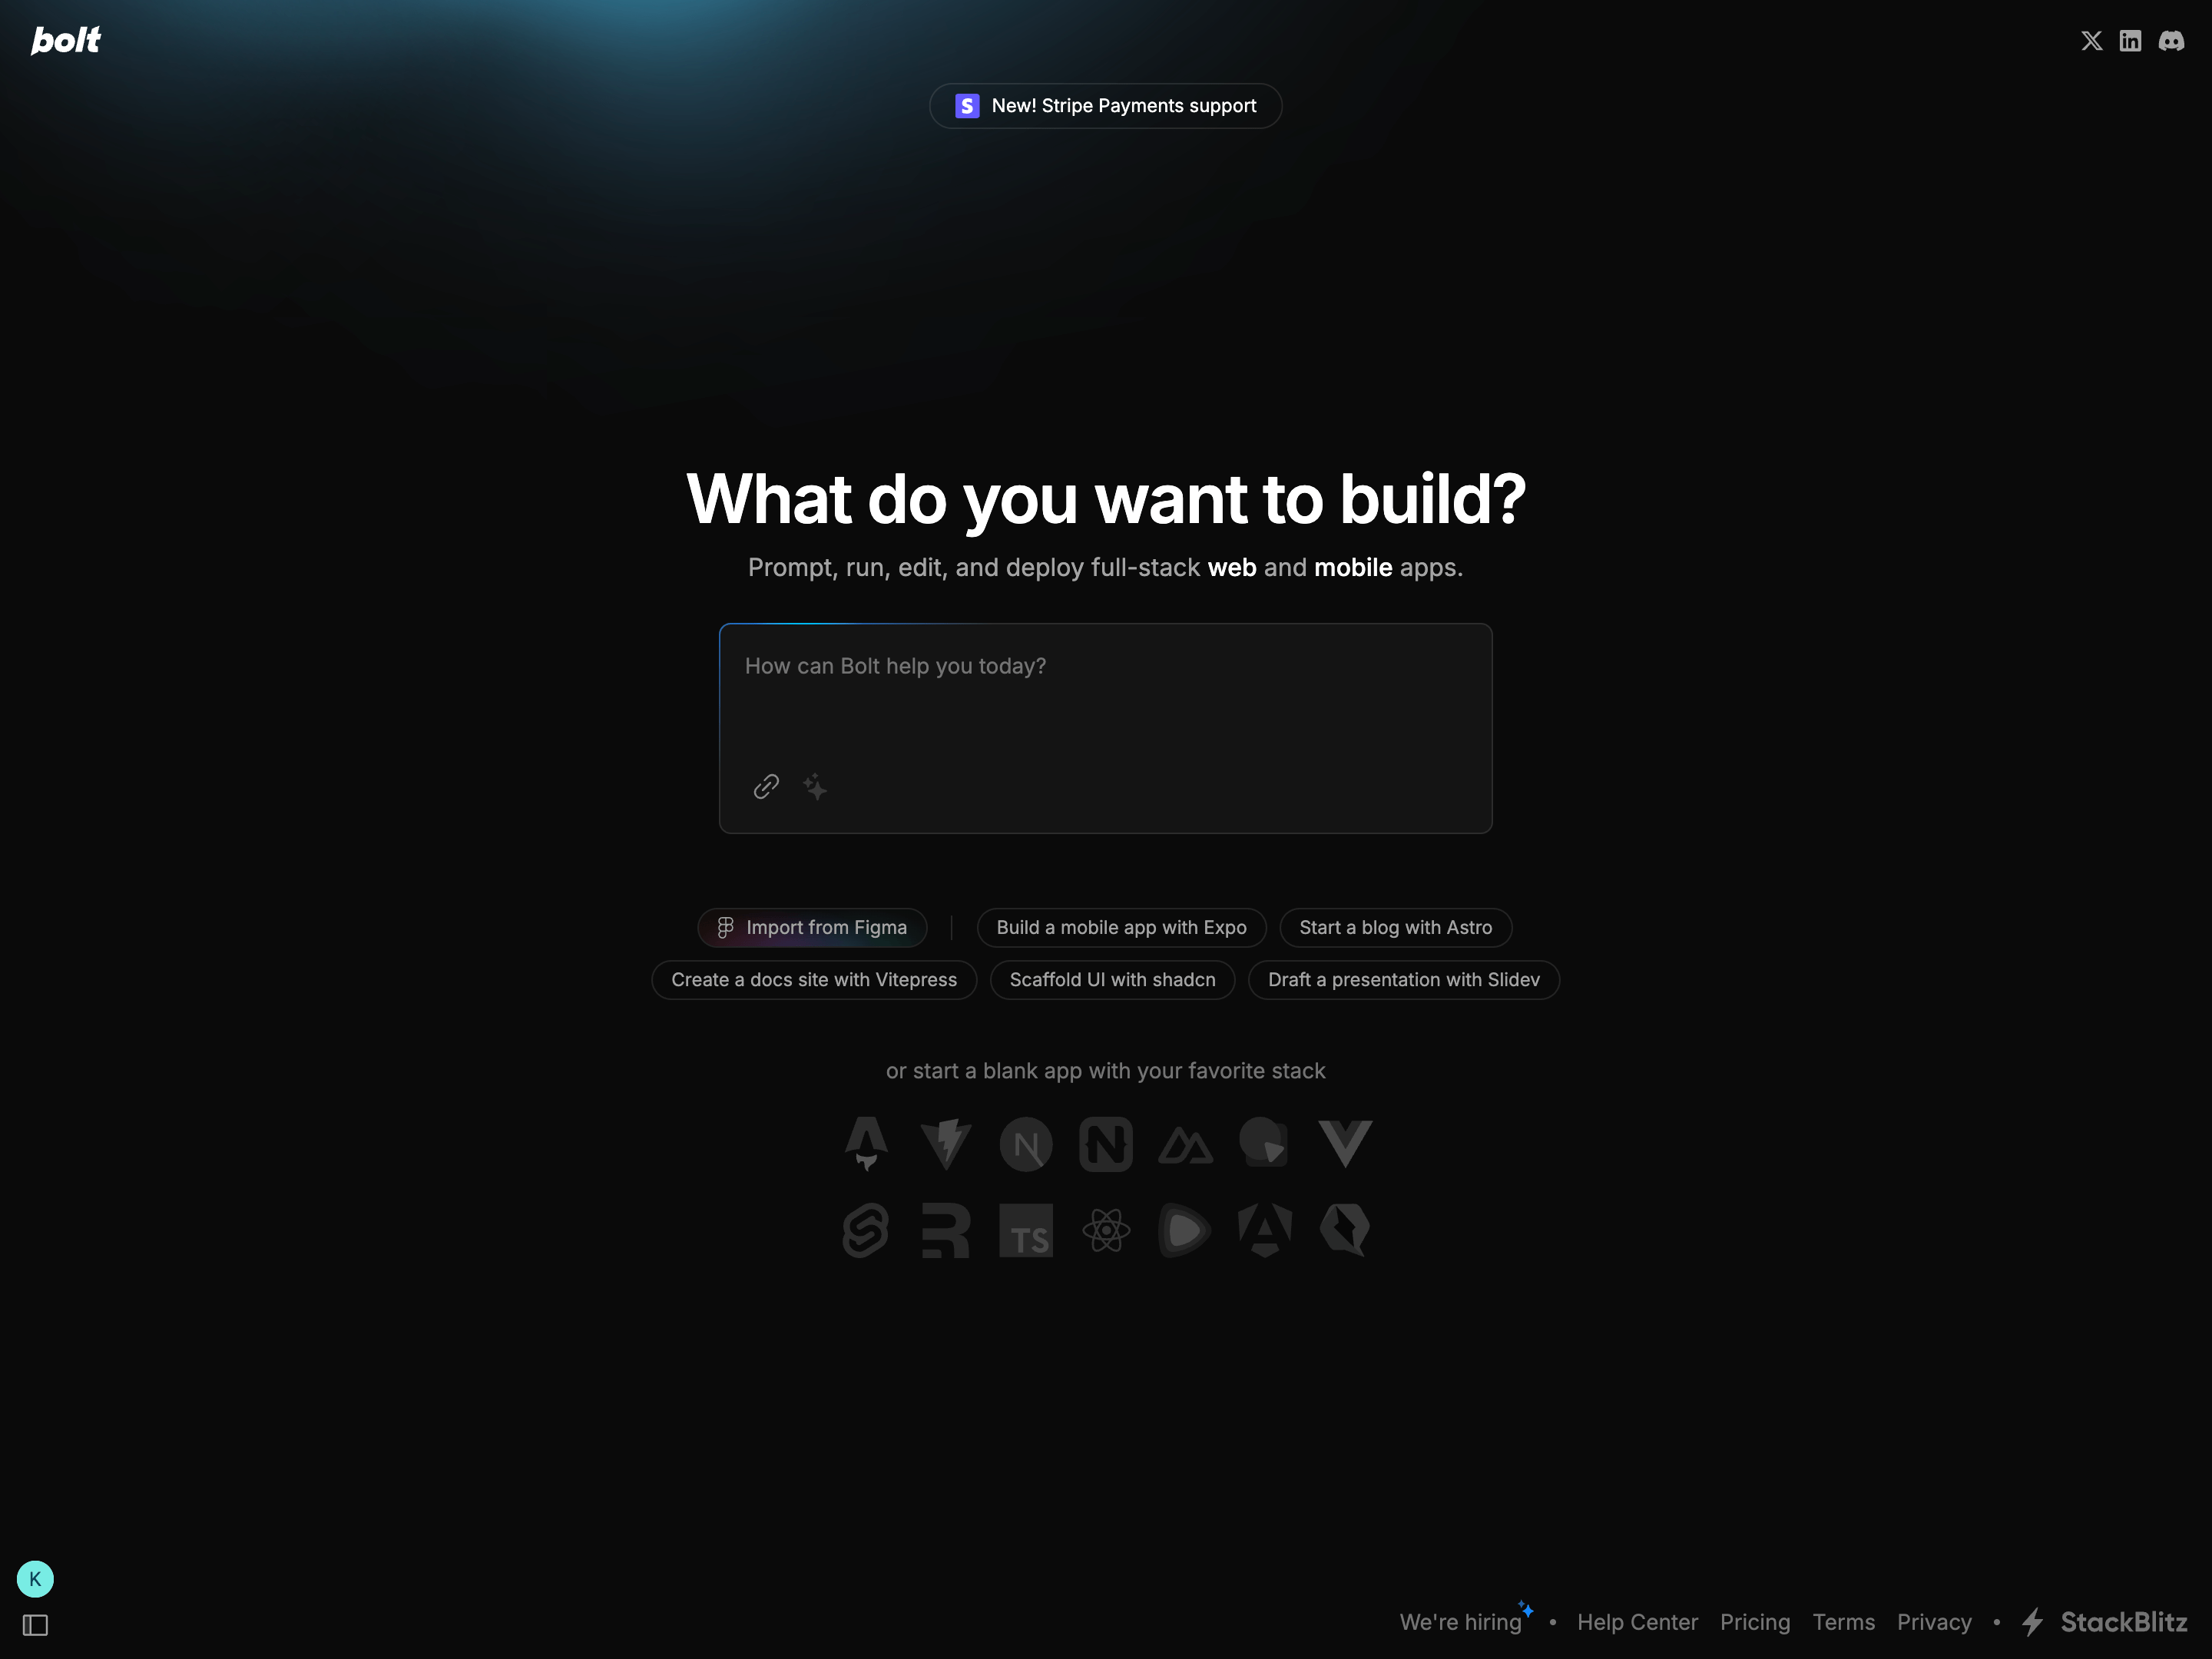 bolt
S New! Stripe Payments support
What do you want to build?
Prompt, run, edit, and deploy full-stack web and mobile apps.
How can Bolt help you today?
Import from Figma
Build a mobile app with Expo
Start a blog with Astro
Create a docs site with Vitepress
Scaffold UI with shadcn
Draft a presentation with Slidev
or start a blank app with your favorite stack
N
N
TS
K
We're hiring • Help Center Pricing Terms Privacy • StackBlitz